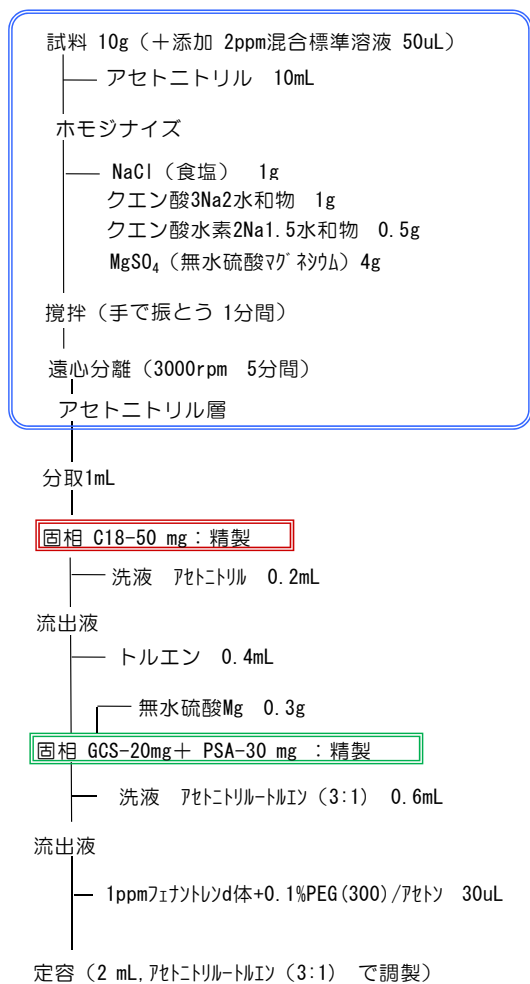 試料 10g（＋添加 2ppm混合標準溶液 50uL）
アセトニトリル 10mL
ホモジナイズ
NaCl（食塩） 1g
クエン酸3Na2水和物 1g
クエン酸水素2Na1.5水和物 0.5g
MgSO₄（無水硫酸ﾏｸﾞﾈｼｳﾑ）4g
撹拌（手で振とう 1分間）
遠心分離（3000rpm 5分間）
アセトニトリル層
分取1mL
固相 C18-50 mg：精製
洗液 ｱｾﾄﾆﾄﾘﾙ 0.2mL
流出液
トルエン 0.4mL
無水硫酸Mg 0.3g
固相 GCS-20mg＋ PSA-30 mg ：精製
洗液 ｱｾﾄﾆﾄﾘﾙｰﾄﾙｴﾝ（3:1） 0.6mL
流出液
1ppmﾌｪﾅﾝﾄﾚﾝd体+0.1%PEG(300)/ｱｾﾄﾝ 30uL
定容（2 mL,ｱｾﾄﾆﾄﾘﾙｰﾄﾙｴﾝ（3:1） で調製）